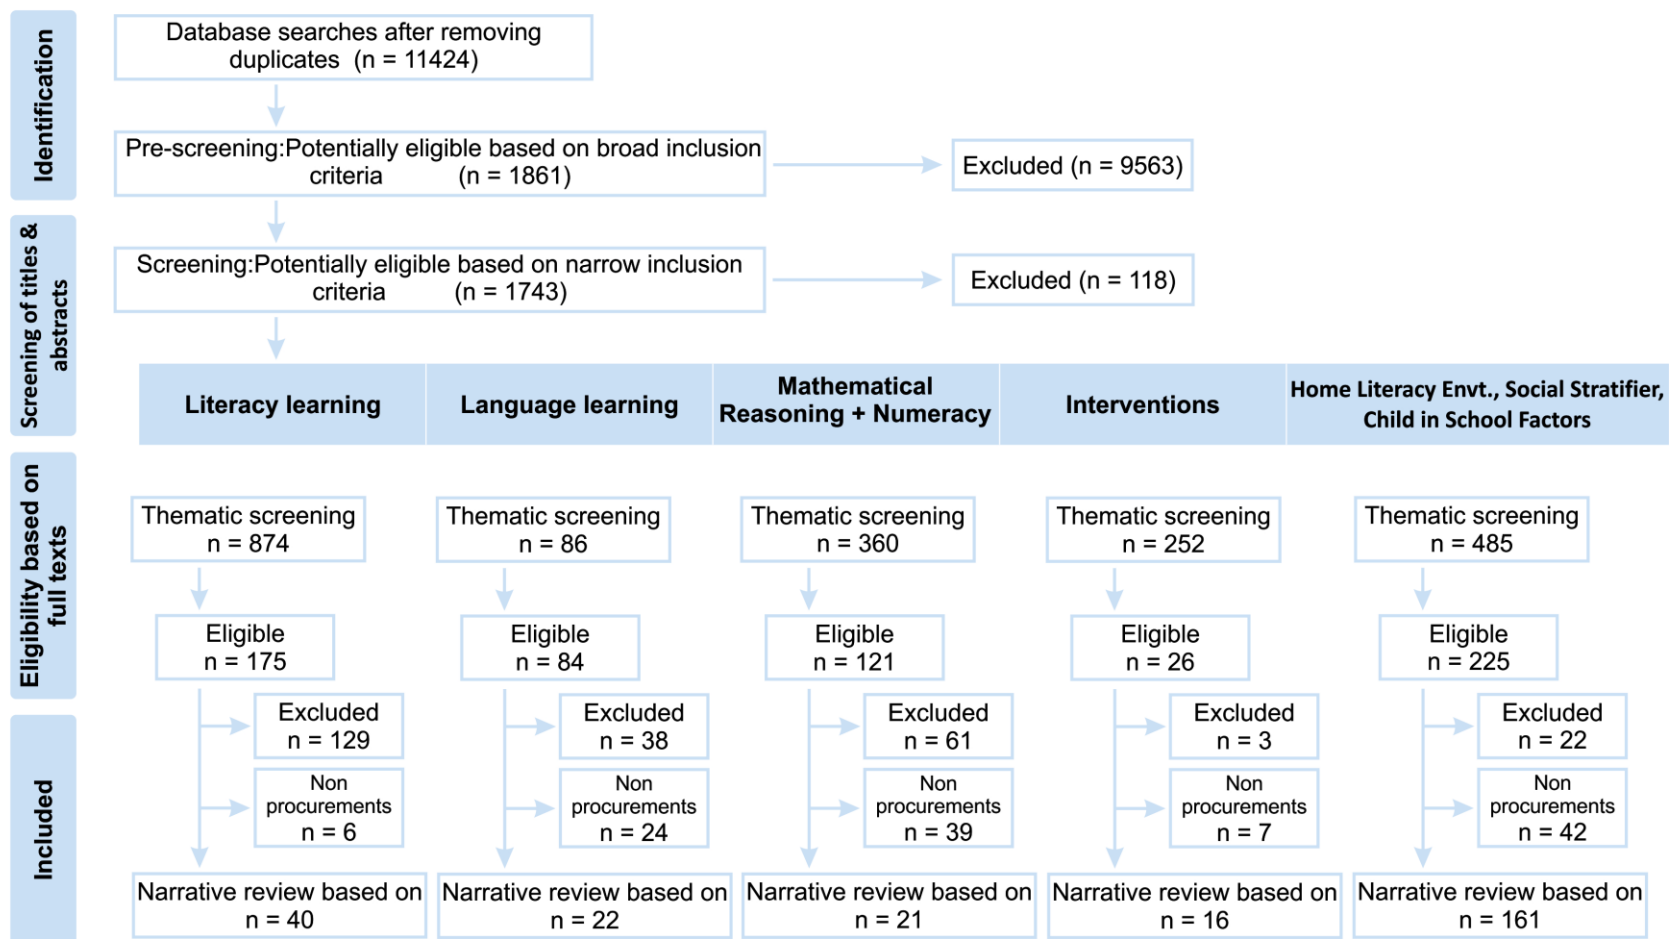 Identification
Database searches after removing
duplicates (n = 11424)
Pre-screening:Potentially eligible based on broad inclusion
criteria (n = 1861)
Excluded (n = 9563)
Screening of titles &
abstracts
Screening:Potentially eligible based on narrow inclusion
criteria (n = 1743)
Excluded (n = 118)
Literacy learning
Language learning
Mathematical
Reasoning + Numeracy
Interventions
Home Literacy Envt., Social Stratifier,
Child in School Factors
Eligibility based on
full texts
Thematic screening
n = 874
Thematic screening
n = 86
Thematic screening
n = 360
Thematic screening
n = 252
Thematic screening
n = 485
Eligible
n = 175
Eligible
n = 84
Eligible
n = 121
Eligible
n = 26
Eligible
n = 225
Included
Excluded
n = 129
Excluded
n = 38
Excluded
n = 61
Excluded
n = 3
Excluded
n = 22
Non
procurements
n = 6
Non
procurements
n = 24
Non
procurements
n = 39
Non
procurements
n = 7
Non
procurements
n = 42
Narrative review based on
n = 40
Narrative review based on
n = 22
Narrative review based on
n = 21
Narrative review based on
n = 16
Narrative review based on
n = 161